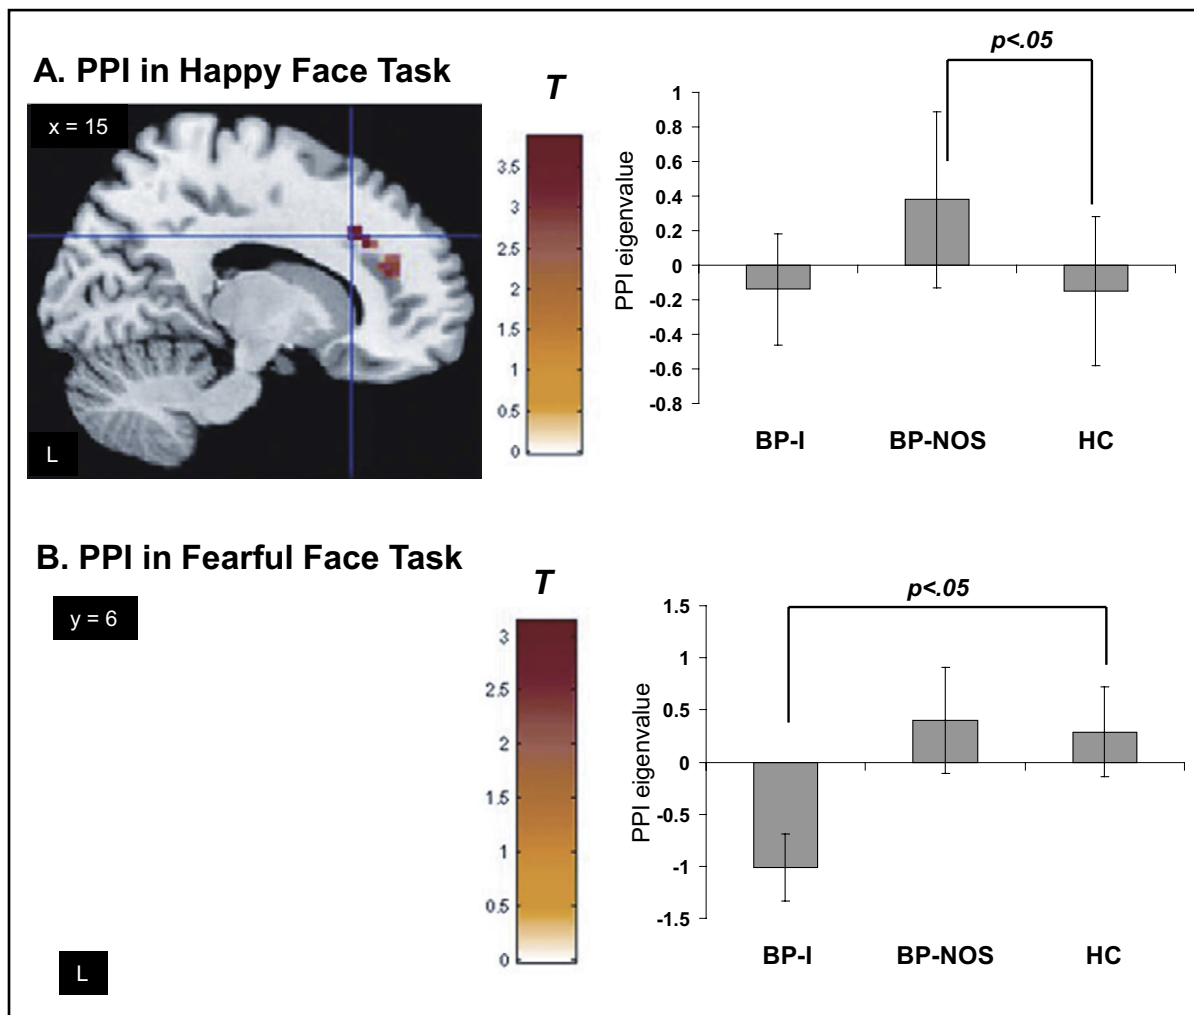 A. PPI in Happy Face Task
x = 15
L
T
3.5
3
2.5
2
1.5
1
0.5
0
p<.05
PPI eigenvalue
1
0.8
0.6
0.4
0.2
0
-0.2
-0.4
-0.6
-0.8
BP-I BP-NOS HC
B. PPI in Fearful Face Task
y = 6
L
T
3
2.5
2
1.5
1
0.5
0
p<.05
PPI eigenvalue
1.5
1
0.5
0
-0.5
-1
-1.5
BP-I BP-NOS HC